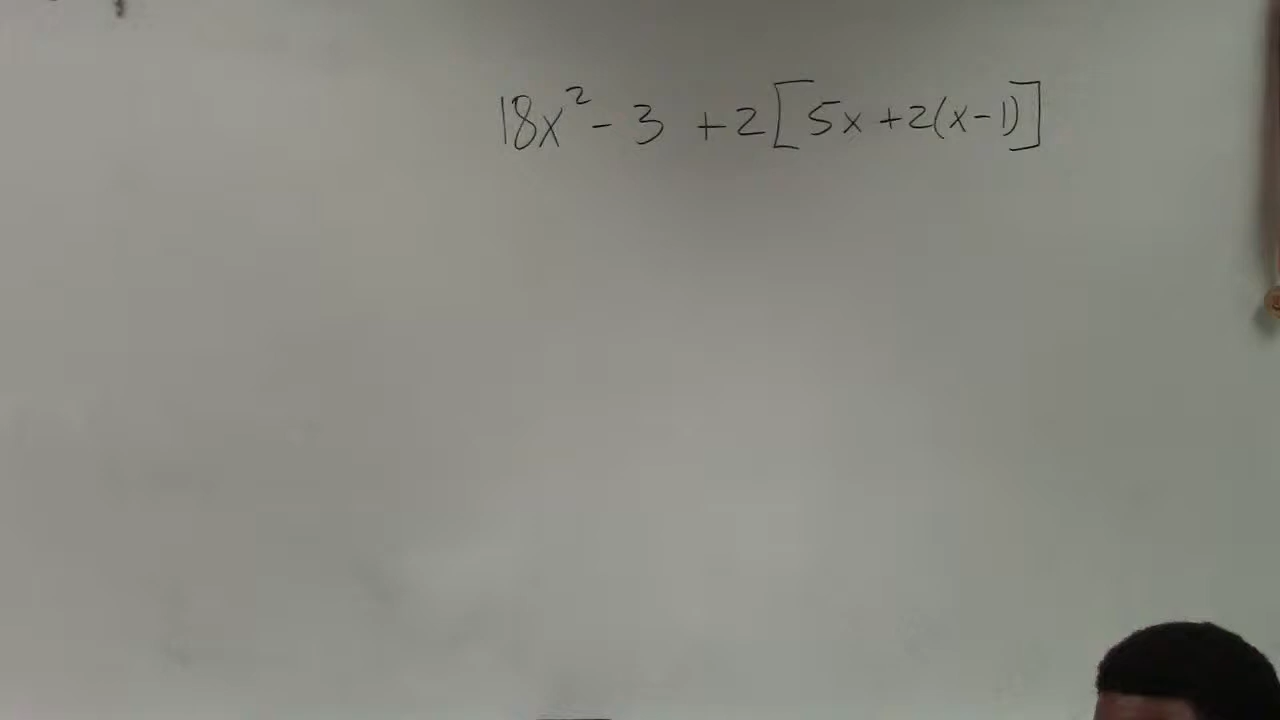 18x² - 3 + 2[5x + 2(x - 1)]